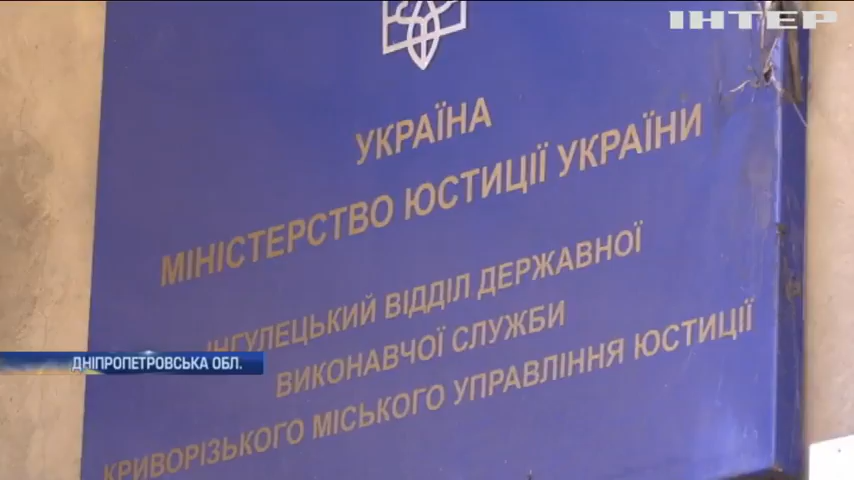 ІНТЕР
УКРАЇНА
МІНІСТЕРСТВО ЮСТИЦІЇ УКРАЇНИ
ІНГУЛЕЦЬКИЙ ВІДДІЛ ДЕРЖАВНОЇ
ВИКОНАВЧОЇ СЛУЖБИ
КРИВОРІЗЬКОГО МІСЬКОГО УПРАВЛІННЯ ЮСТИЦІЇ
ДНІПРОПЕТРОВСЬКА ОБЛ.